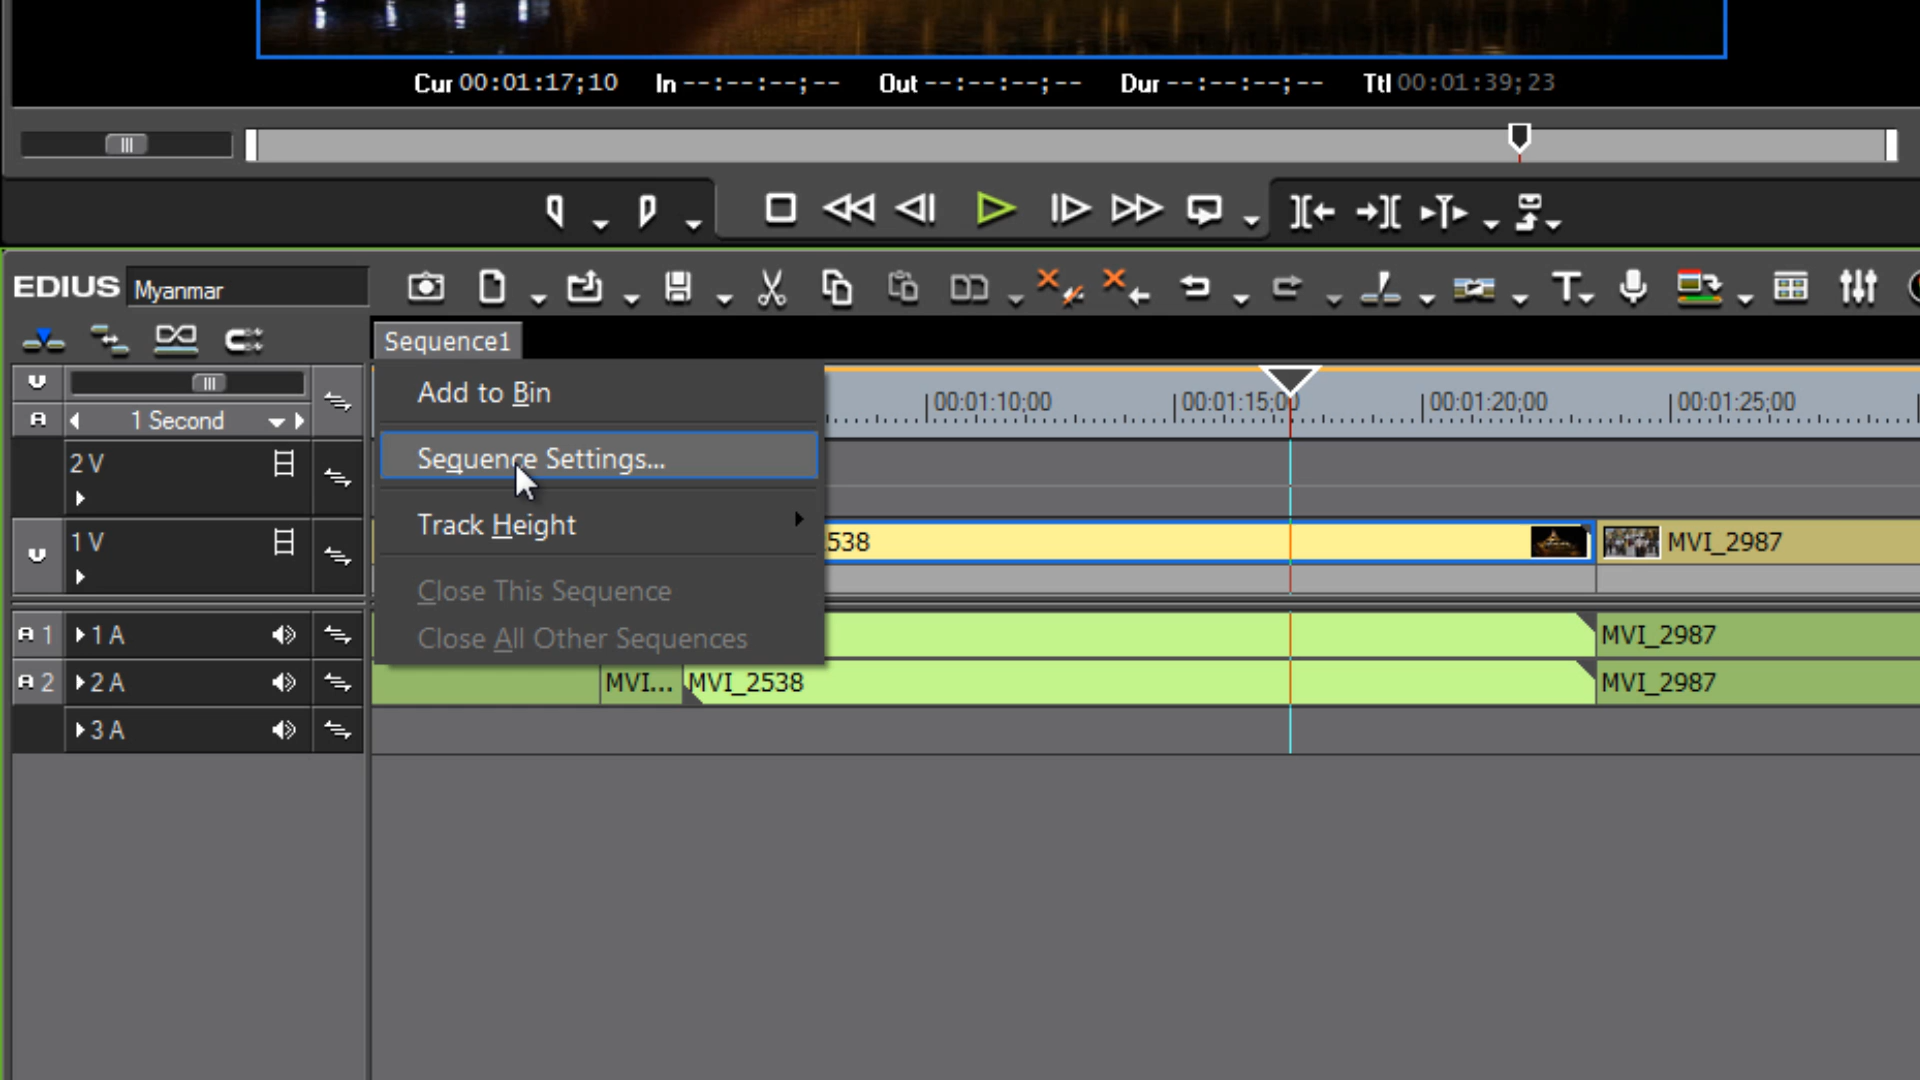 Cur 00:01:17;10 In --:--:--;-- Out --:--:--;-- Dur --:--:--;-- Ttl 00:01:39;23
EDIUS Myanmar
Sequence1
Add to Bin
Sequence Settings...
Track Height
Close This Sequence
Close All Other Sequences
00:01:10;00 00:01:15;00 00:01:20;00 00:01:25;00
1 Second
2 V
1 V 538 MVI_2987
A 1 1 A MVI_2987
A 2 2 A MVI... MVI_2538 MVI_2987
3 A